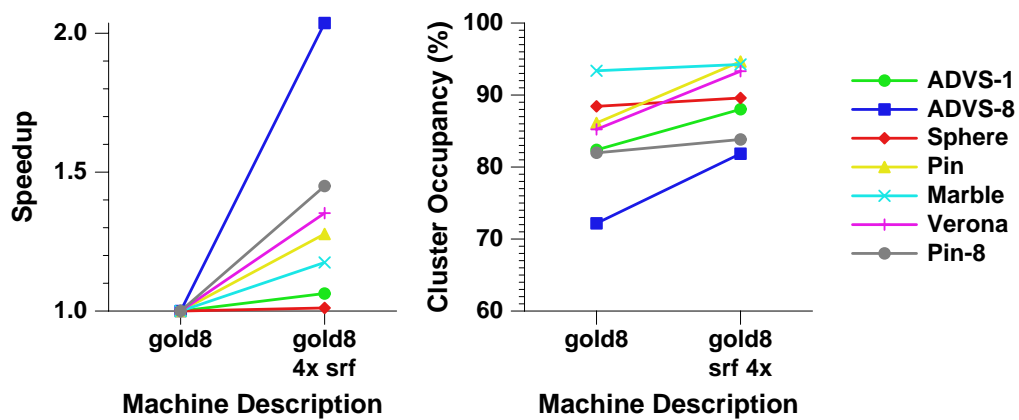 Speedup
2.0
1.5
1.0
gold8
gold8
4x srf
Machine Description
Cluster Occupancy (%)
100
90
80
70
60
gold8
gold8
srf 4x
Machine Description
ADVS-1
ADVS-8
Sphere
Pin
Marble
Verona
Pin-8